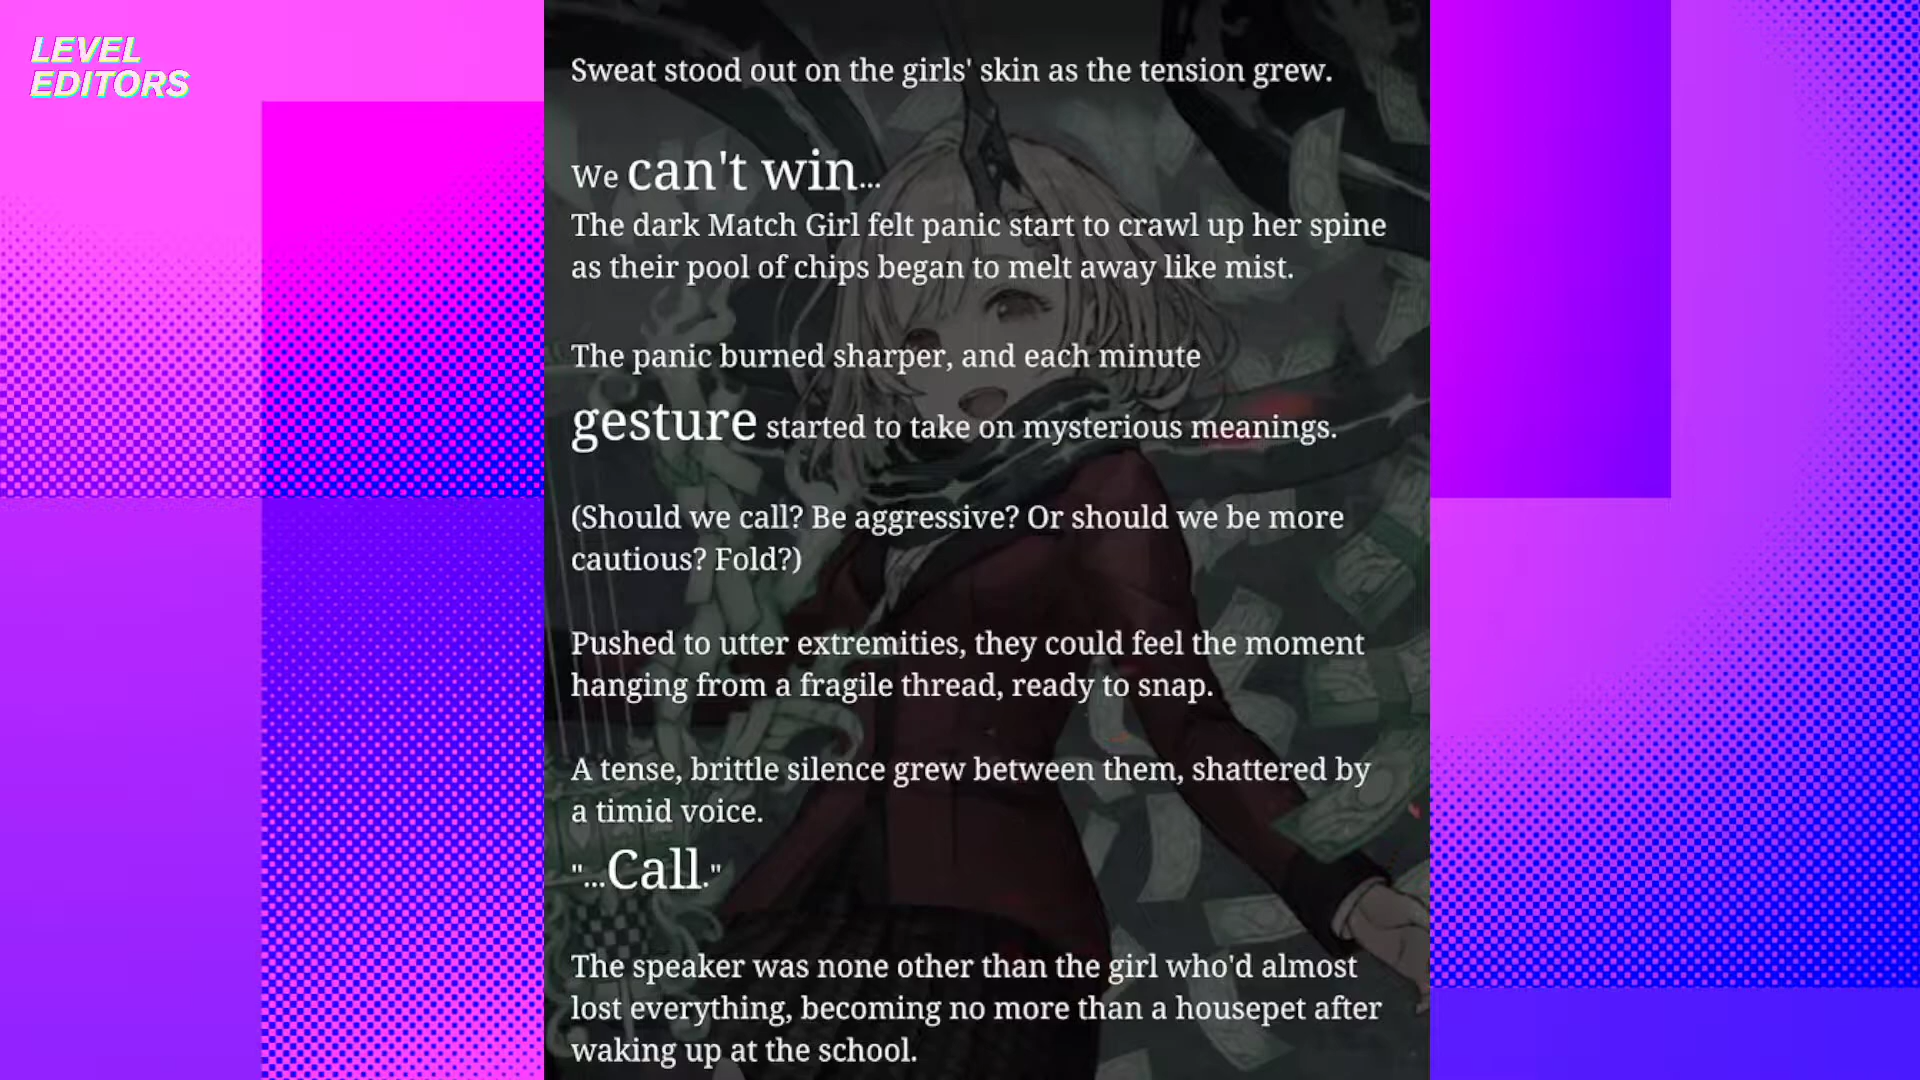 LEVEL
EDITORS
Sweat stood out on the girls' skin as the tension grew.
We can't win...
The dark Match Girl felt panic start to crawl up her spine
as their pool of chips began to melt away like mist.
The panic burned sharper, and each minute
gesture started to take on mysterious meanings.
(Should we call? Be aggressive? Or should we be more
cautious? Fold?)
Pushed to utter extremities, they could feel the moment
hanging from a fragile thread, ready to snap.
A tense, brittle silence grew between them, shattered by
a timid voice.
"...Call."
The speaker was none other than the girl who'd almost
lost everything, becoming no more than a housepet after
waking up at the school.